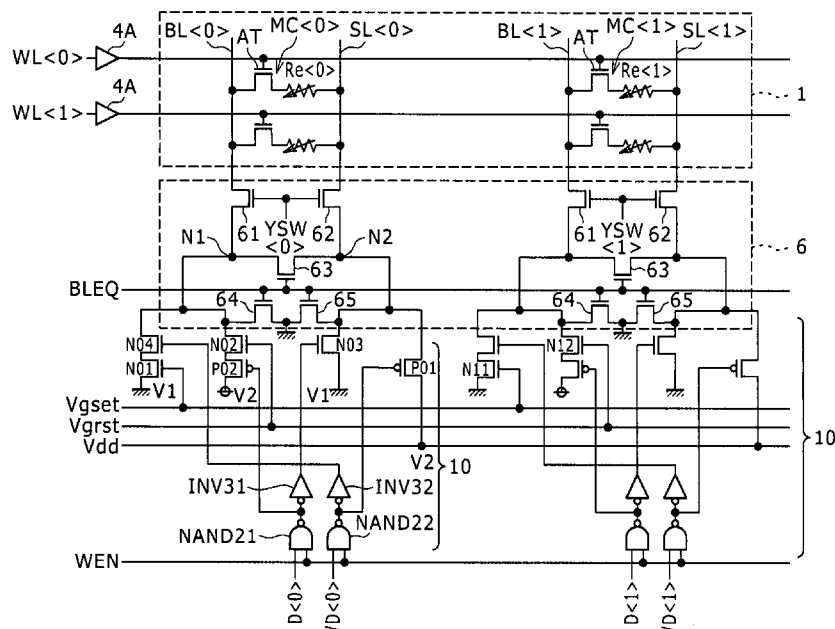 4A BL<0> MC<0> SL<0> BL<1> MC<1> SL<1>
AT AT
WL<0>
Re<0> Re<1>
4A
1
WL<1>
61 YSW<0> 62 61 YSW<1> 62
6
N1 N2
63 63
BLEQ
64 65 64 65
N04 N02 N03 N12
N01 P02 P01 N11
V1 V2 V1
Vgset
Vgrst
Vdd
V2 10 10
INV31 INV32
NAND21 NAND22
WEN
D<0> /D<0> D<1> /D<1>